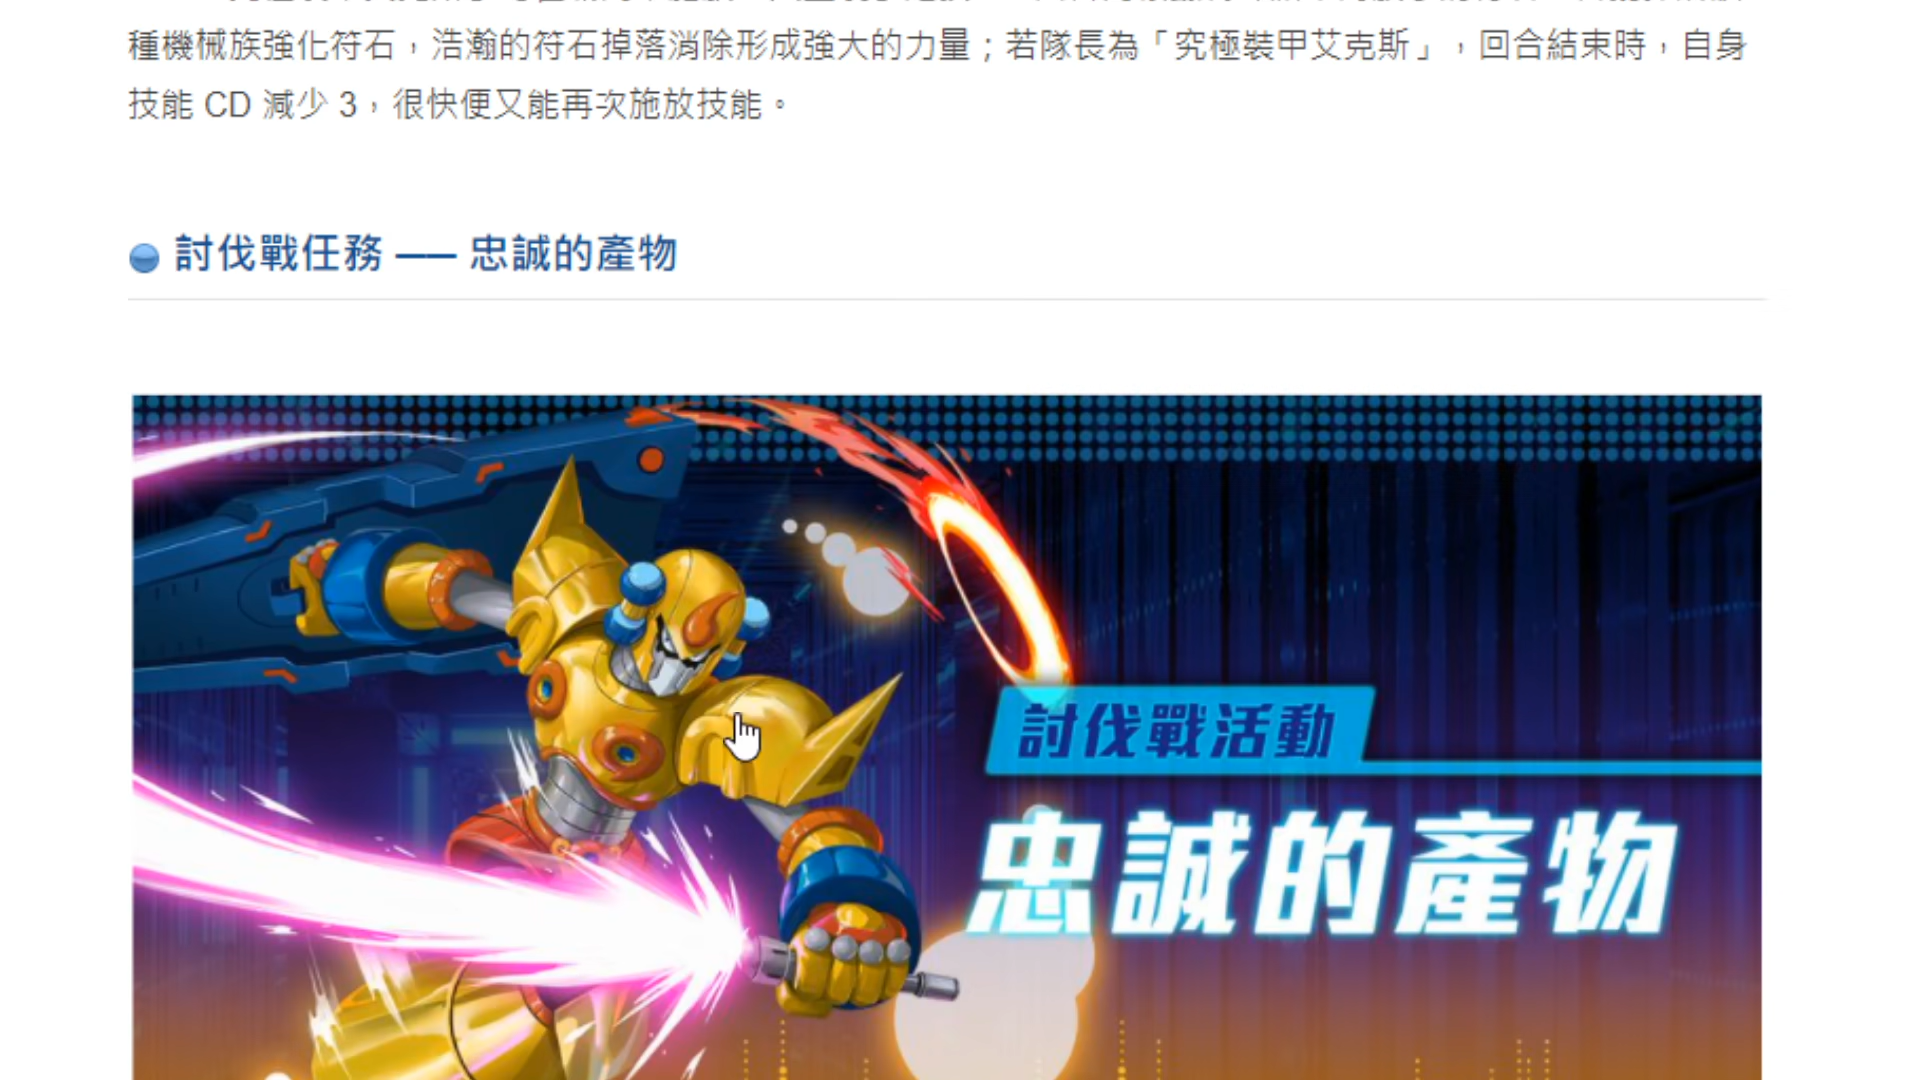 種機械族強化符石，浩瀚的符石掉落消除形成強大的力量；若隊長為「究極裝甲艾克斯」，回合結束時，自身
技能 CD 減少 3，很快便又能再次施放技能。
討伐戰任務 —— 忠誠的產物
討伐戰活動
忠誠的產物